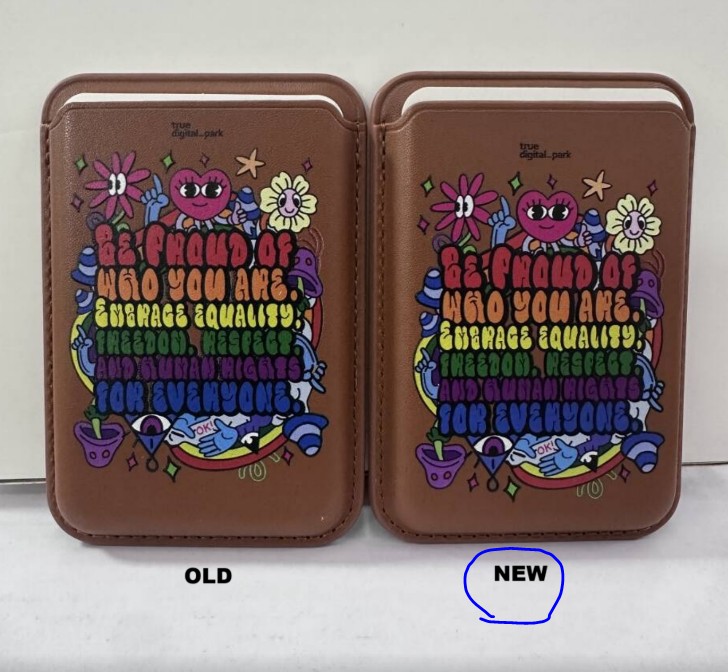 true
digital_park
BE PROUD OF
WHO YOU ARE.
EMBRACE EQUALITY,
FREEDOM, RESPECT,
AND HUMAN RIGHTS
FOR EVERYONE.
OK!
true
digital_park
BE PROUD OF
WHO YOU ARE.
EMBRACE EQUALITY,
FREEDOM, RESPECT,
AND HUMAN RIGHTS
FOR EVERYONE.
OK!
OLD
NEW